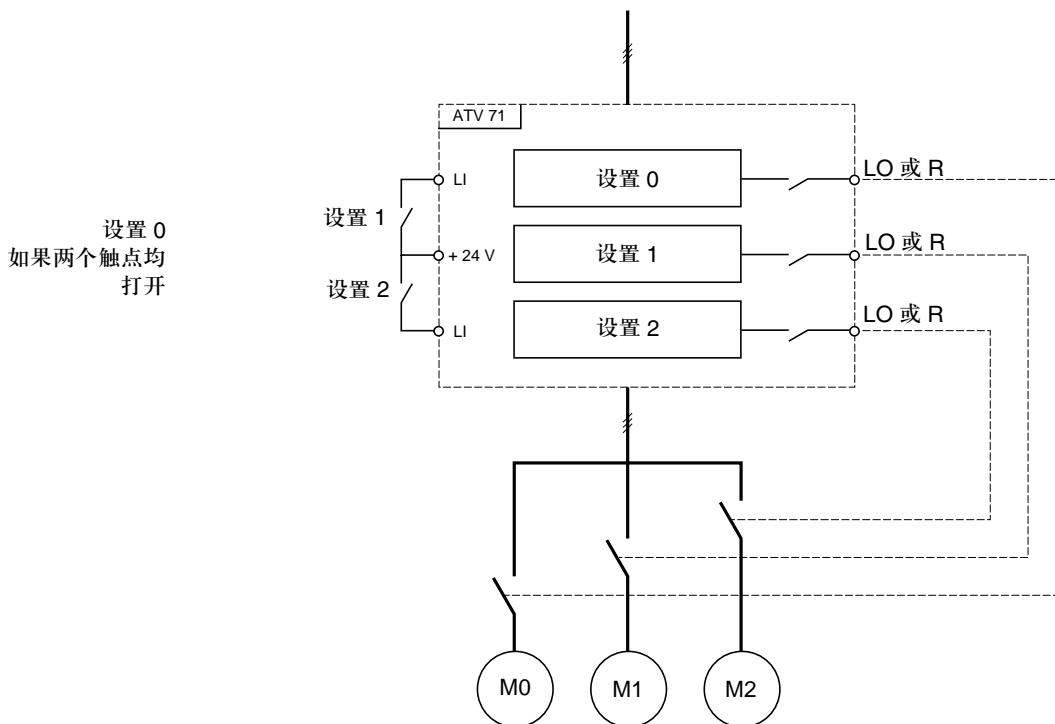 ATV 71
LI
设置 0
LO 或 R
设置 1
设置 0
如果两个触点均
打开
+ 24 V
设置 1
LO 或 R
设置 2
LI
设置 2
LO 或 R
M0
M1
M2